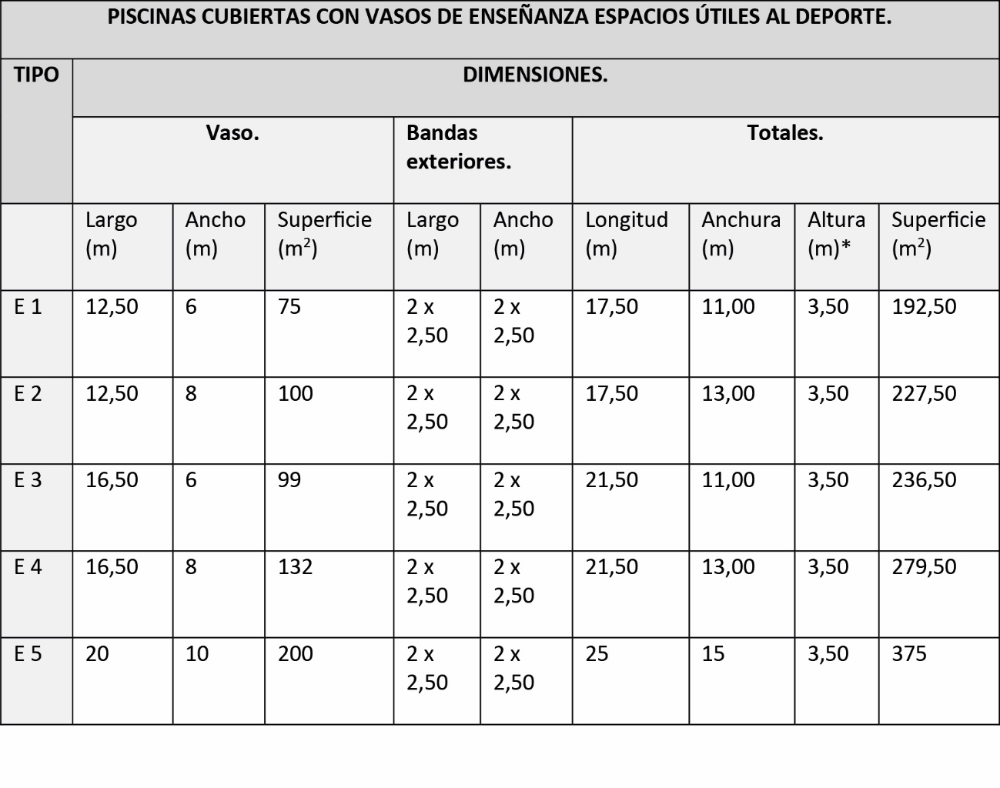 PISCINAS CUBIERTAS CON VASOS DE ENSEÑANZA ESPACIOS ÚTILES AL DEPORTE.
TIPO DIMENSIONES.
Vaso. Bandas exteriores. Totales.
Largo (m) Ancho (m) Superficie (m²) Largo (m) Ancho (m) Longitud (m) Anchura (m) Altura (m)* Superficie (m²)
E 1 12,50 6 75 2 x 2,50 2 x 2,50 17,50 11,00 3,50 192,50
E 2 12,50 8 100 2 x 2,50 2 x 2,50 17,50 13,00 3,50 227,50
E 3 16,50 6 99 2 x 2,50 2 x 2,50 21,50 11,00 3,50 236,50
E 4 16,50 8 132 2 x 2,50 2 x 2,50 21,50 13,00 3,50 279,50
E 5 20 10 200 2 x 2,50 2 x 2,50 25 15 3,50 375